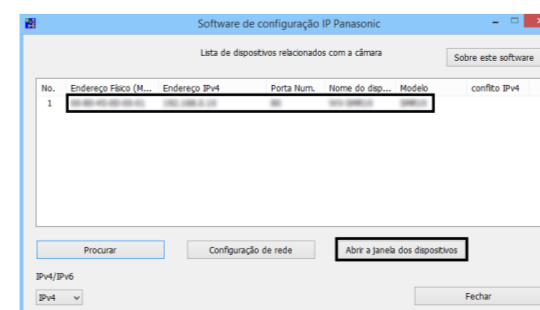 Software de configuração IP Panasonic
Lista de dispositivos relacionados com a câmara
Sobre este software
No. Endereço Físico (M... Endereço IPv4 Porta Num. Nome do disp... Modelo conflito IPv4
1
Procurar Configuração de rede Abrir a janela dos dispositivos
IPv4/IPv6
IPv4
Fechar